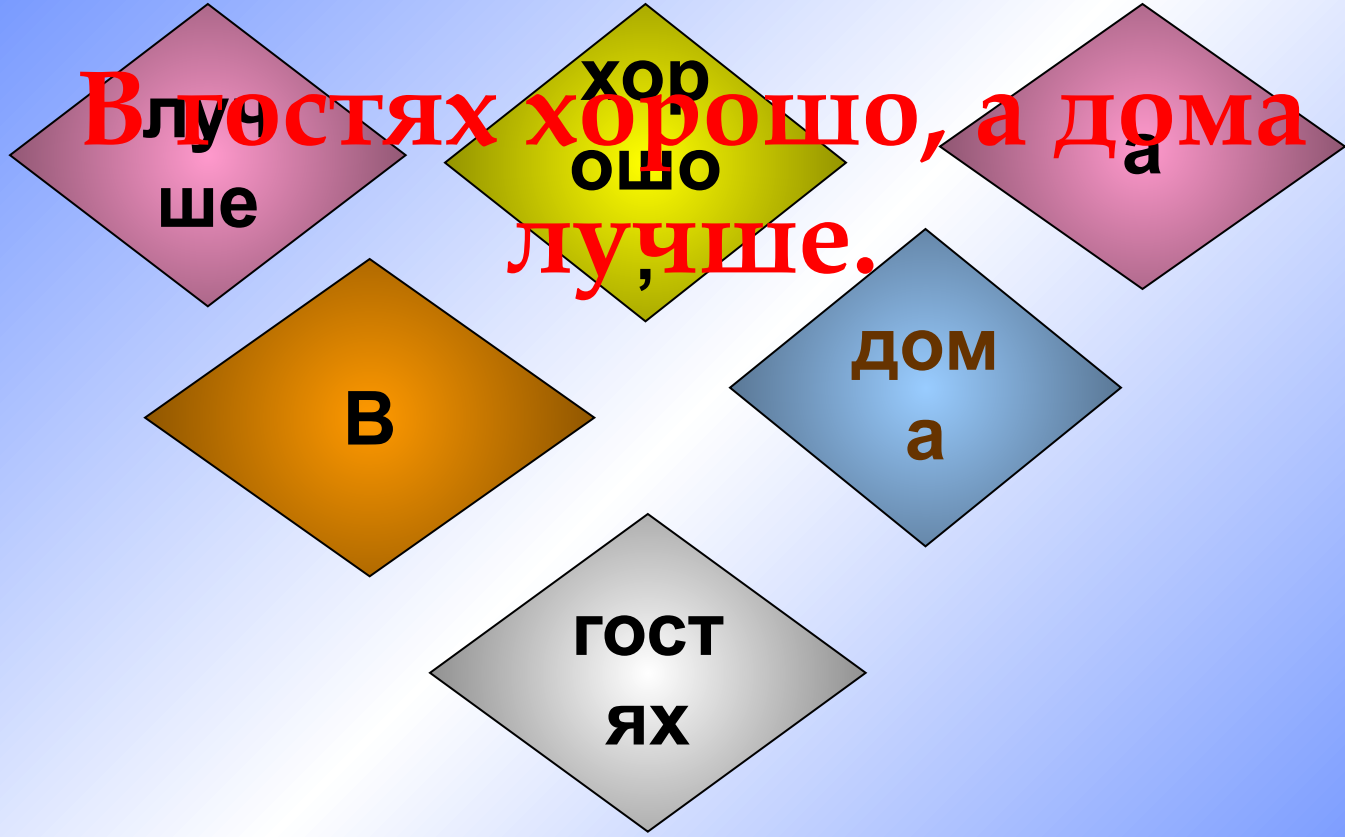 В гостях хорошо, а дома
лучше.
луч
ше
хор
ошо
,
а
В
дом
а
гост
ях